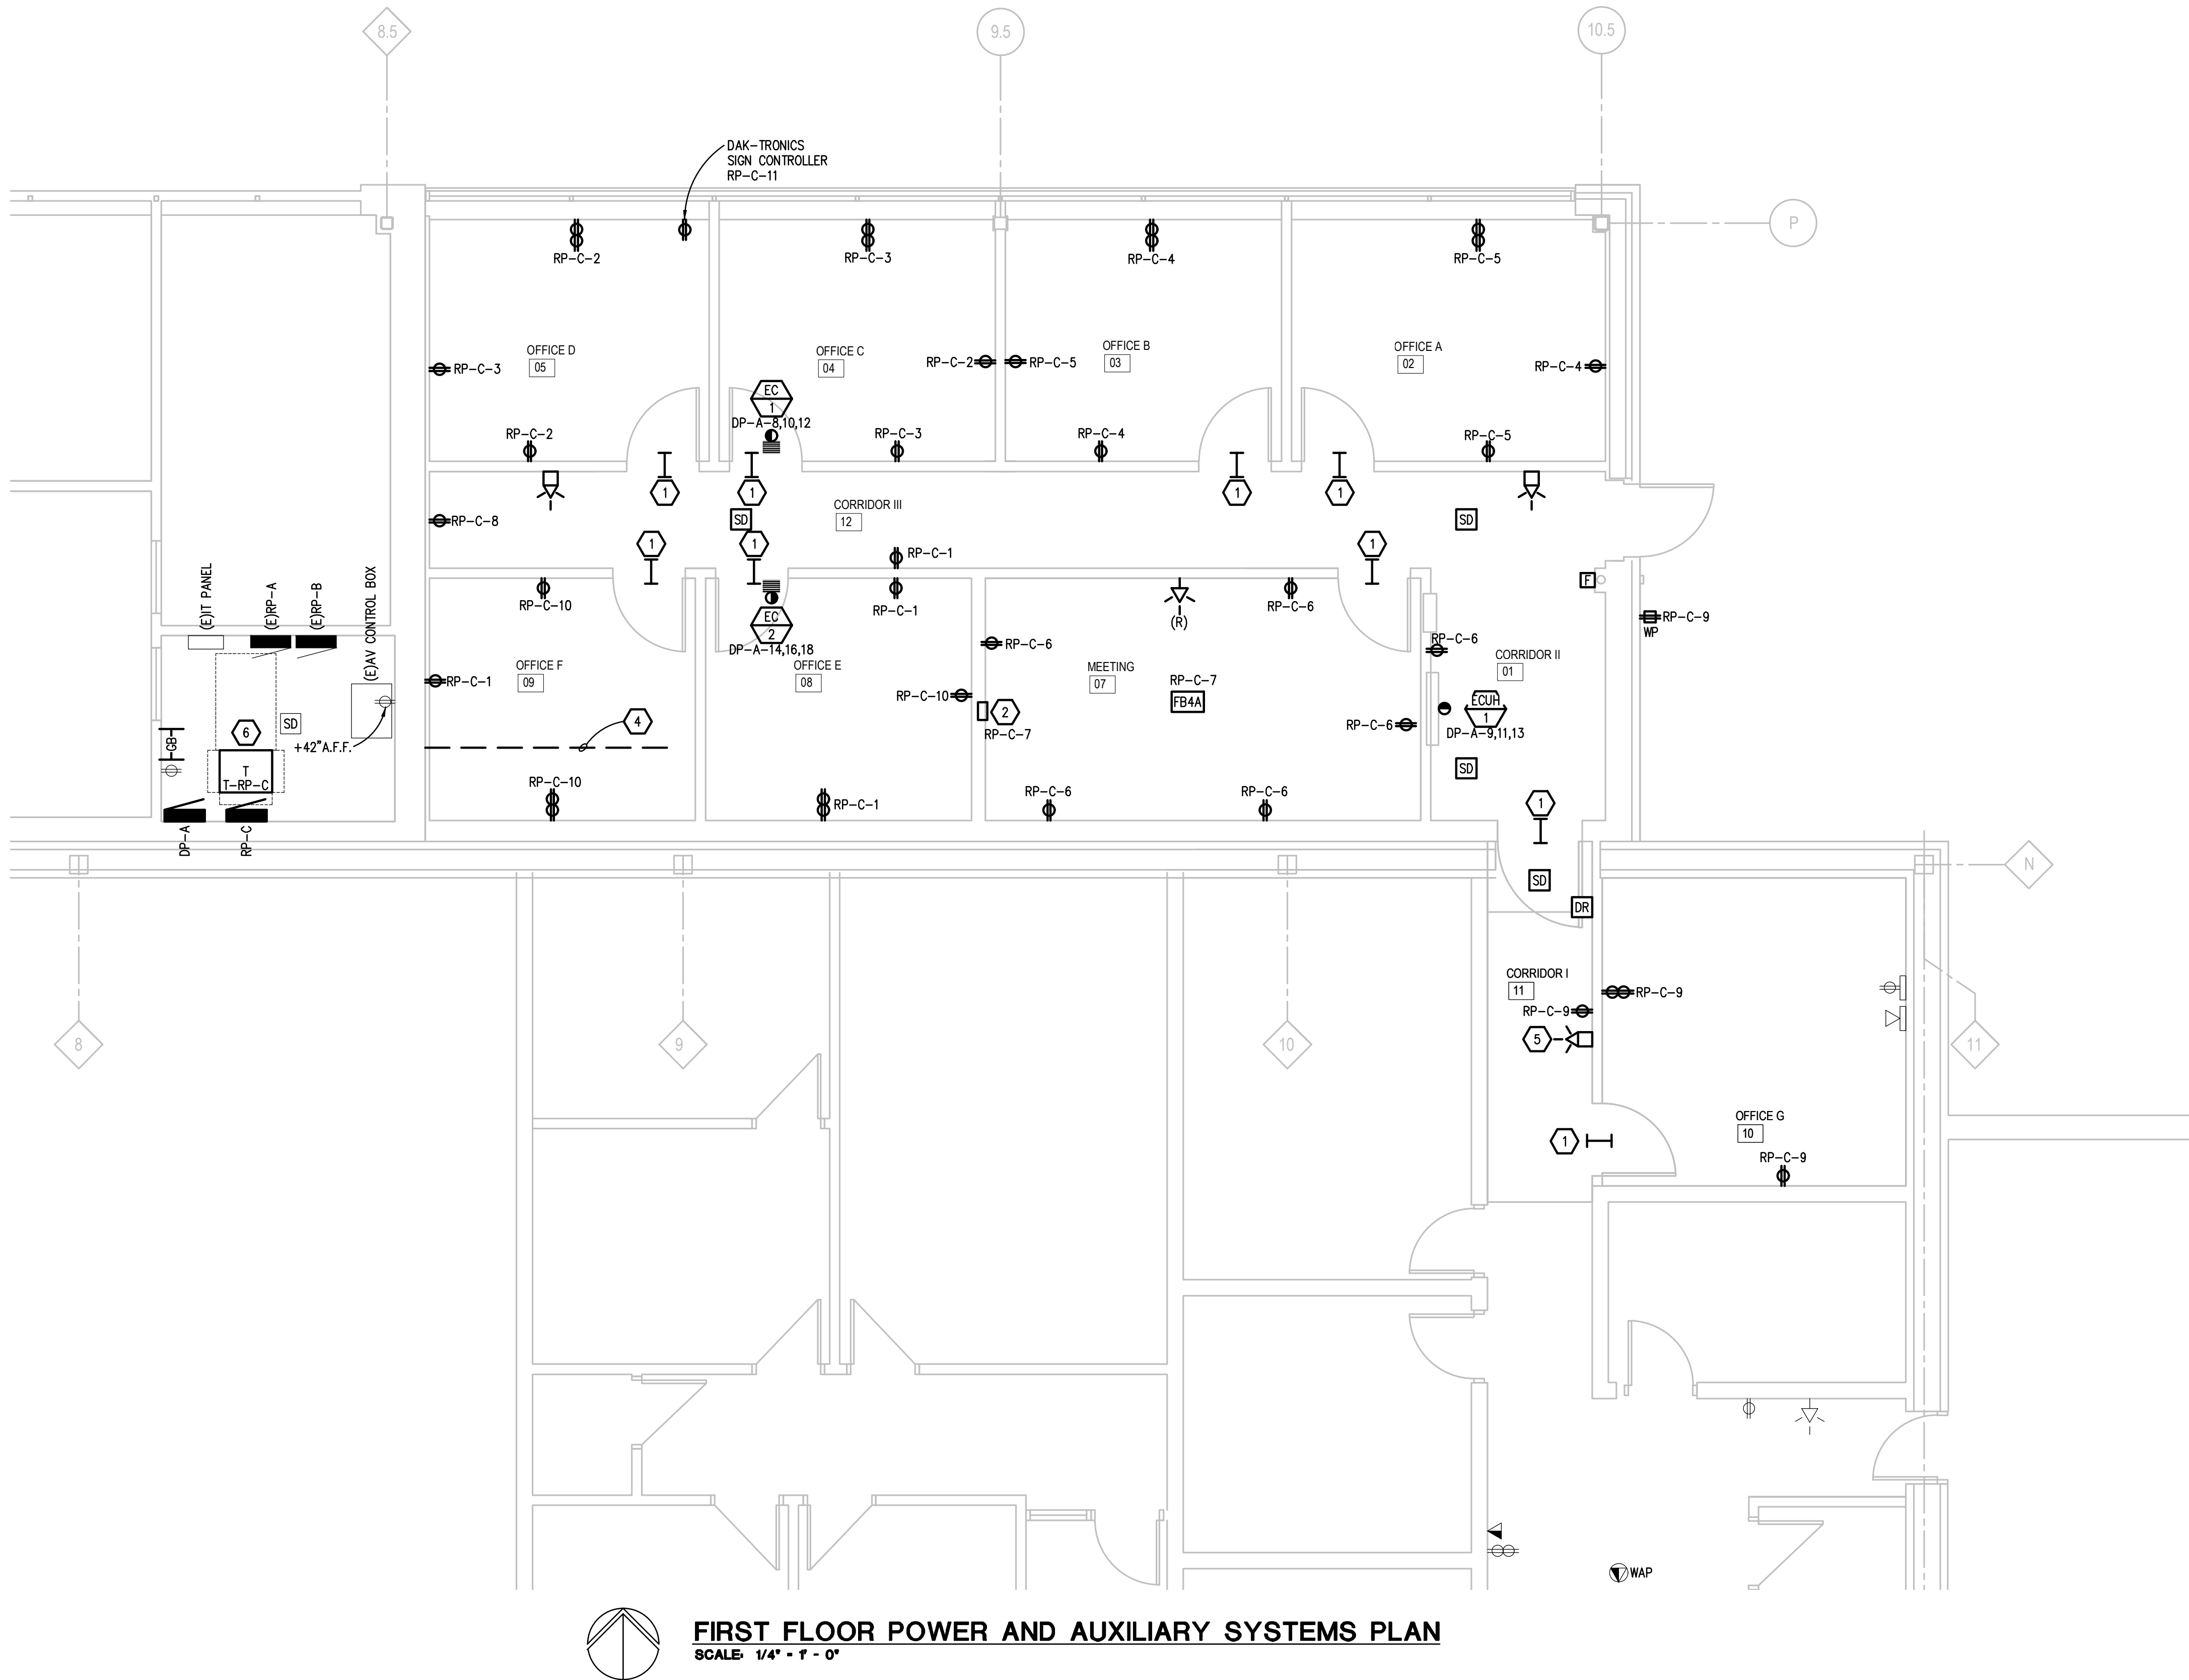 8.5
9.5
10.5
DAK-TRONICS
SIGN CONTROLLER
RP-C-11
P
RP-C-2
RP-C-3
RP-C-4
RP-C-5
OFFICE D
05
OFFICE C
04
OFFICE B
03
OFFICE A
02
RP-C-3
RP-C-2
RP-C-5
RP-C-4
EC
1
DP-A-8,10,12
RP-C-2
RP-C-3
RP-C-4
RP-C-5
1
1
1
1
CORRIDOR III
12
RP-C-8
SD
SD
1
1
1
RP-C-1
(E)IT PANEL
(E)RP-A
(E)RP-B
(E)AV CONTROL BOX
RP-C-10
RP-C-1
RP-C-6
F
(R)
RP-C-9
WP
EC
2
DP-A-14,16,18
RP-C-6
RP-C-6
CORRIDOR II
01
OFFICE F
09
OFFICE E
08
MEETING
07
RP-C-1
RP-C-10
RP-C-7
FB4A
2
RP-C-7
RP-C-6
ECUH
1
DP-A-9,11,13
SD
6
GB
+42"A.F.F.
4
T
T-RP-C
SD
RP-C-10
RP-C-1
RP-C-6
RP-C-6
1
DP-A
RP-C
N
SD
DR
CORRIDOR I
11
RP-C-9
RP-C-9
5
8
9
10
11
OFFICE G
10
1
RP-C-9
WAP
FIRST FLOOR POWER AND AUXILIARY SYSTEMS PLAN
SCALE: 1/4" - 1' - 0"